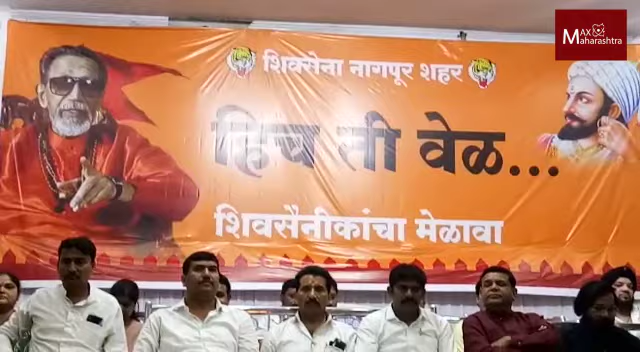 MAX
Maharashtra
शिवसेना नागपूर शहर
हिच ती वेळ...
शिवसैनीकांचा मेळावा